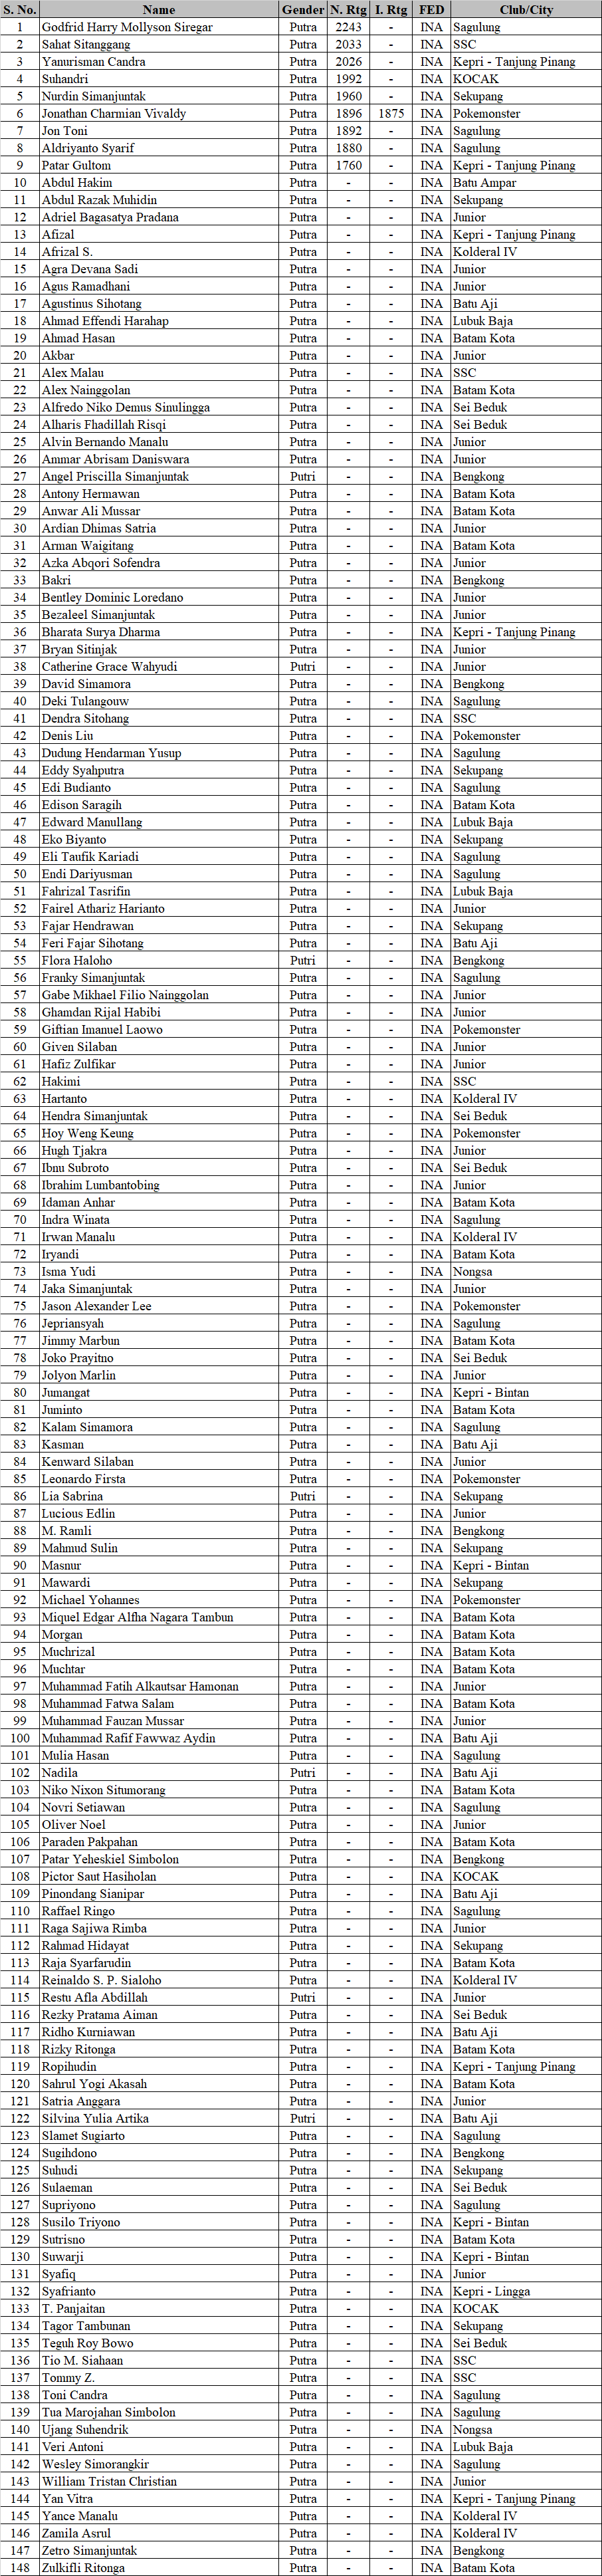 S. No. Name Gender N. Rtg I. Rtg FED Club/City
1 Godfrid Harry Mollyson Siregar Putra 2243 - INA Sagulung
2 Sahat Sitanggang Putra 2033 - INA SSC
3 Yanurisman Candra Putra 2026 - INA Kepri - Tanjung Pinang
4 Suhandri Putra 1992 - INA KOCAK
5 Nurdin Simanjuntak Putra 1960 - INA Sekupang
6 Jonathan Charmian Vivaldy Putra 1896 1875 INA Pokemonster
7 Jon Toni Putra 1892 - INA Sagulung
8 Aldriyanto Syarif Putra 1880 - INA Sagulung
9 Patar Gultom Putra 1760 - INA Kepri - Tanjung Pinang
10 Abdul Hakim Putra - - INA Batu Ampar
11 Abdul Razak Muhidin Putra - - INA Sekupang
12 Adriel Bagasatya Pradana Putra - - INA Junior
13 Afizal Putra - - INA Kepri - Tanjung Pinang
14 Afrizal S. Putra - - INA Kolderal IV
15 Agra Devana Sadi Putra - - INA Junior
16 Agus Ramadhani Putra - - INA Junior
17 Agustinus Sihotang Putra - - INA Batu Aji
18 Ahmad Effendi Harahap Putra - - INA Lubuk Baja
19 Ahmad Hasan Putra - - INA Batam Kota
20 Akbar Putra - - INA Junior
21 Alex Malau Putra - - INA SSC
22 Alex Nainggolan Putra - - INA Batam Kota
23 Alfredo Niko Demus Sinulingga Putra - - INA Sei Beduk
24 Alharis Fhadillah Risqi Putra - - INA Sei Beduk
25 Alvin Bernando Manalu Putra - - INA Junior
26 Ammar Abrisam Daniswara Putra - - INA Junior
27 Angel Priscilla Simanjuntak Putri - - INA Bengkong
28 Antony Hermawan Putra - - INA Batam Kota
29 Anwar Ali Mussar Putra - - INA Batam Kota
30 Ardian Dhimas Satria Putra - - INA Junior
31 Arman Waigitang Putra - - INA Batam Kota
32 Azka Abqori Sofendra Putra - - INA Junior
33 Bakri Putra - - INA Bengkong
34 Bentley Dominic Loredano Putra - - INA Junior
35 Bezaleel Simanjuntak Putra - - INA Junior
36 Bharata Surya Dharma Putra - - INA Kepri - Tanjung Pinang
37 Bryan Sitinjak Putra - - INA Junior
38 Catherine Grace Wahyudi Putri - - INA Junior
39 David Simamora Putra - - INA Bengkong
40 Deki Tulangouw Putra - - INA Sagulung
41 Dendra Sitohang Putra - - INA SSC
42 Denis Liu Putra - - INA Pokemonster
43 Dudung Hendarman Yusup Putra - - INA Sagulung
44 Eddy Syahputra Putra - - INA Sekupang
45 Edi Budianto Putra - - INA Sagulung
46 Edison Saragih Putra - - INA Batam Kota
47 Edward Manullang Putra - - INA Lubuk Baja
48 Eko Biyanto Putra - - INA Sekupang
49 Eli Taufik Kariadi Putra - - INA Sagulung
50 Endi Dariyusman Putra - - INA Sagulung
51 Fahrizal Tasrifin Putra - - INA Lubuk Baja
52 Fairel Athariz Harianto Putra - - INA Junior
53 Fajar Hendrawan Putra - - INA Sekupang
54 Feri Fajar Sihotang Putra - - INA Batu Aji
55 Flora Haloho Putri - - INA Bengkong
56 Franky Simanjuntak Putra - - INA Sagulung
57 Gabe Mikhael Filio Nainggolan Putra - - INA Junior
58 Ghamdan Rijal Habibi Putra - - INA Junior
59 Giftian Imanuel Laowo Putra - - INA Pokemonster
60 Given Silaban Putra - - INA Junior
61 Hafiz Zulfikar Putra - - INA Junior
62 Hakimi Putra - - INA SSC
63 Hartanto Putra - - INA Kolderal IV
64 Hendra Simanjuntak Putra - - INA Sei Beduk
65 Hoy Weng Keung Putra - - INA Pokemonster
66 Hugh Tjakra Putra - - INA Junior
67 Ibnu Subroto Putra - - INA Sei Beduk
68 Ibrahim Lumbantobing Putra - - INA Junior
69 Idaman Anhar Putra - - INA Batam Kota
70 Indra Winata Putra - - INA Sagulung
71 Irwan Manalu Putra - - INA Kolderal IV
72 Iryandi Putra - - INA Batam Kota
73 Isma Yudi Putra - - INA Nongsa
74 Jaka Simanjuntak Putra - - INA Junior
75 Jason Alexander Lee Putra - - INA Pokemonster
76 Jepriansyah Putra - - INA Sagulung
77 Jimmy Marbun Putra - - INA Batam Kota
78 Joko Prayitno Putra - - INA Sei Beduk
79 Jolyon Marlin Putra - - INA Junior
80 Jumangat Putra - - INA Kepri - Bintan
81 Juminto Putra - - INA Batam Kota
82 Kalam Simamora Putra - - INA Sagulung
83 Kasman Putra - - INA Batu Aji
84 Kenward Silaban Putra - - INA Junior
85 Leonardo Firsta Putra - - INA Pokemonster
86 Lia Sabrina Putri - - INA Sekupang
87 Lucious Edlin Putra - - INA Junior
88 M. Ramli Putra - - INA Bengkong
89 Mahmud Sulin Putra - - INA Sekupang
90 Masnur Putra - - INA Kepri - Bintan
91 Mawardi Putra - - INA Sekupang
92 Michael Yohannes Putra - - INA Pokemonster
93 Miquel Edgar Alfha Nagara Tambun Putra - - INA Batam Kota
94 Morgan Putra - - INA Batam Kota
95 Muchrizal Putra - - INA Batam Kota
96 Muchtar Putra - - INA Batam Kota
97 Muhammad Fatih Alkautsar Hamonan Putra - - INA Junior
98 Muhammad Fatwa Salam Putra - - INA Batam Kota
99 Muhammad Fauzan Mussar Putra - - INA Junior
100 Muhammad Rafif Fawwaz Aydin Putra - - INA Batu Aji
101 Mulia Hasan Putra - - INA Sagulung
102 Nadila Putri - - INA Batu Aji
103 Niko Nixon Situmorang Putra - - INA Batam Kota
104 Novri Setiawan Putra - - INA Sagulung
105 Oliver Noel Putra - - INA Junior
106 Paraden Pakpahan Putra - - INA Batam Kota
107 Patar Yeheskiel Simbolon Putra - - INA Bengkong
108 Pictor Saut Hasiholan Putra - - INA KOCAK
109 Pinondang Sianipar Putra - - INA Batu Aji
110 Raffael Ringo Putra - - INA Sagulung
111 Raga Sajiwa Rimba Putra - - INA Junior
112 Rahmad Hidayat Putra - - INA Sekupang
113 Raja Syarfarudin Putra - - INA Batam Kota
114 Reinaldo S. P. Sialoho Putra - - INA Kolderal IV
115 Restu Afla Abdillah Putri - - INA Junior
116 Rezky Pratama Aiman Putra - - INA Sei Beduk
117 Ridho Kurniawan Putra - - INA Batu Aji
118 Rizky Ritonga Putra - - INA Batam Kota
119 Ropihudin Putra - - INA Kepri - Tanjung Pinang
120 Sahrul Yogi Akasah Putra - - INA Batam Kota
121 Satria Anggara Putra - - INA Junior
122 Silvina Yulia Artika Putri - - INA Batu Aji
123 Slamet Sugiarto Putra - - INA Sagulung
124 Sugihdono Putra - - INA Bengkong
125 Suhudi Putra - - INA Sekupang
126 Sulaeman Putra - - INA Sei Beduk
127 Supriyono Putra - - INA Sagulung
128 Susilo Triyono Putra - - INA Kepri - Bintan
129 Sutrisno Putra - - INA Batam Kota
130 Suwarji Putra - - INA Kepri - Bintan
131 Syafiq Putra - - INA Junior
132 Syafrianto Putra - - INA Kepri - Lingga
133 T. Panjaitan Putra - - INA KOCAK
134 Tagor Tambunan Putra - - INA Sekupang
135 Teguh Roy Bowo Putra - - INA Sei Beduk
136 Tio M. Siahaan Putra - - INA SSC
137 Tommy Z. Putra - - INA SSC
138 Toni Candra Putra - - INA Sagulung
139 Tua Marojahan Simbolon Putra - - INA Sagulung
140 Ujang Suhendrik Putra - - INA Nongsa
141 Veri Antoni Putra - - INA Lubuk Baja
142 Wesley Simorangkir Putra - - INA Sagulung
143 William Tristan Christian Putra - - INA Junior
144 Yan Vitra Putra - - INA Kepri - Tanjung Pinang
145 Yance Manalu Putra - - INA Kolderal IV
146 Zamila Asrul Putra - - INA Kolderal IV
147 Zetro Simanjuntak Putra - - INA Bengkong
148 Zulkifli Ritonga Putra - - INA Batam Kota